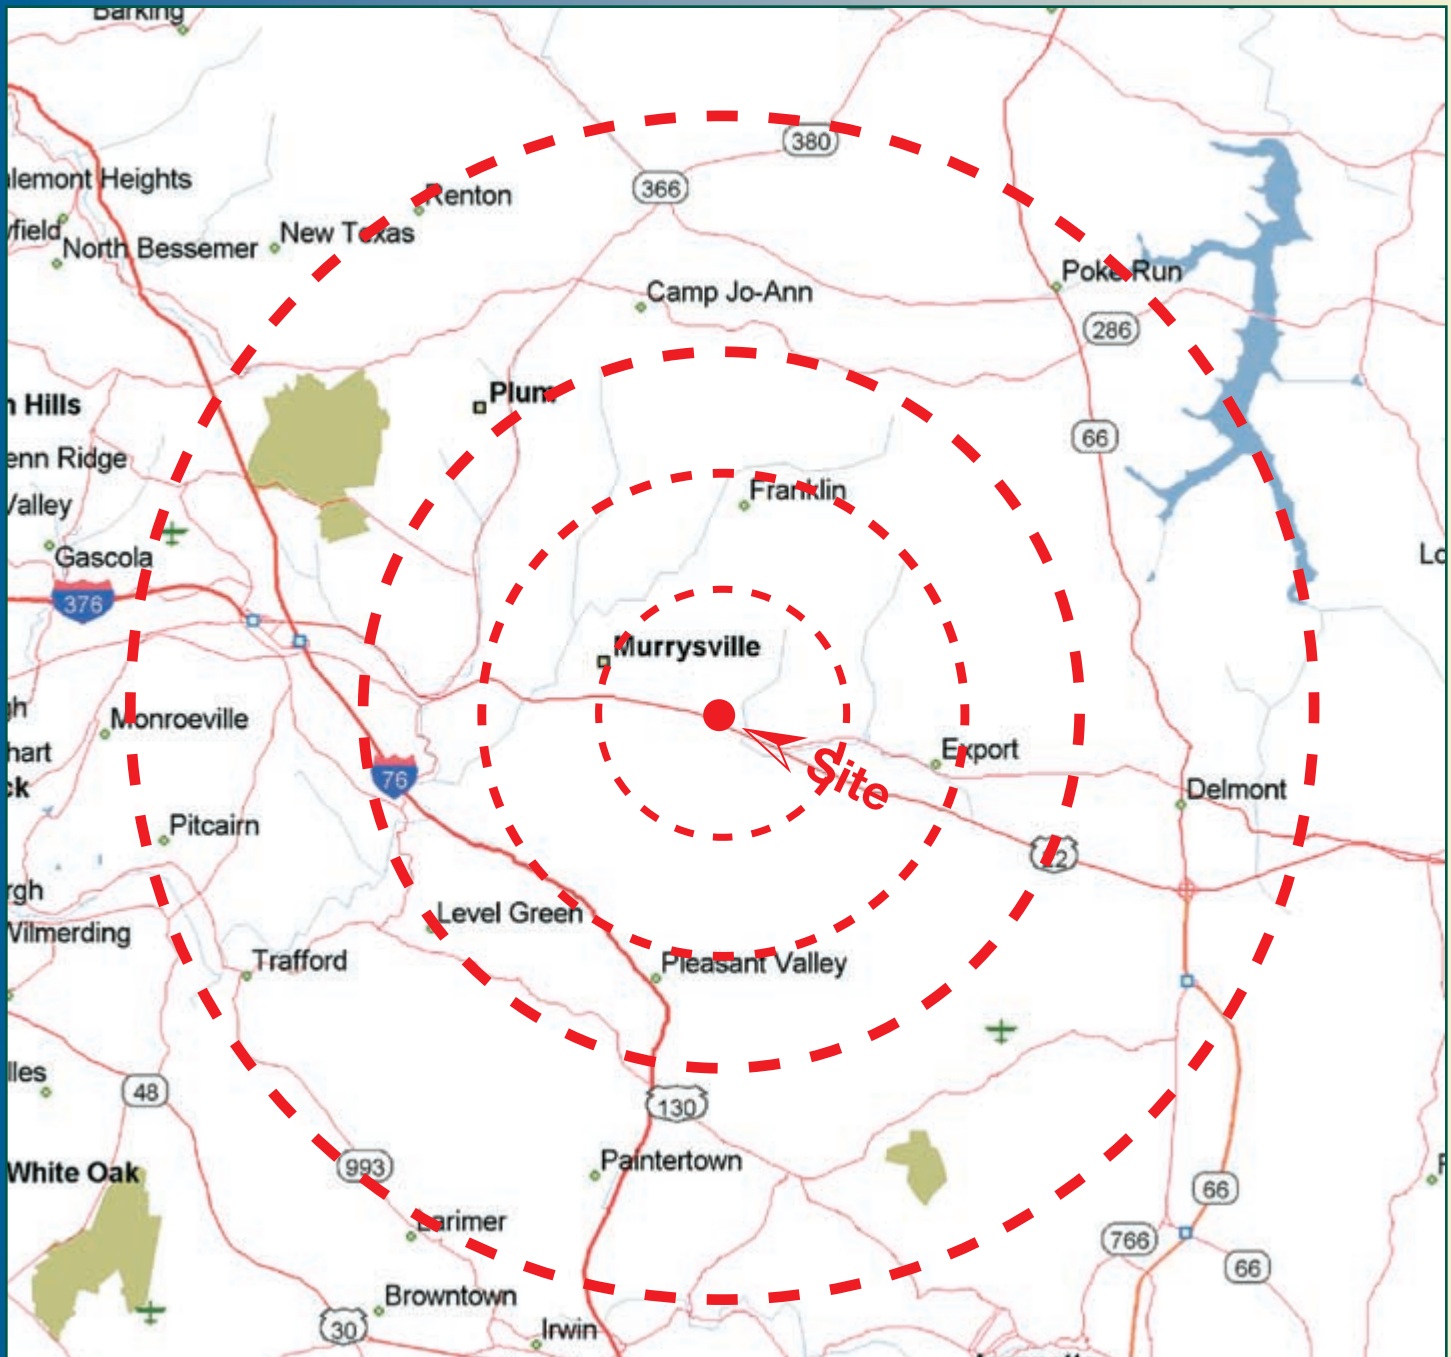 Barking
380
366
Renton
New Texas
North Bessemer
Camp Jo-Ann
Poke Run
286
Plum
66
Franklin
Gascola
376
Murrysville
Monroeville
Export
76
Site
Delmont
Pitcairn
22
Level Green
Trafford
Pleasant Valley
48
130
993
Paintertown
White Oak
66
Larimer
766
66
Browntown
30
Irwin